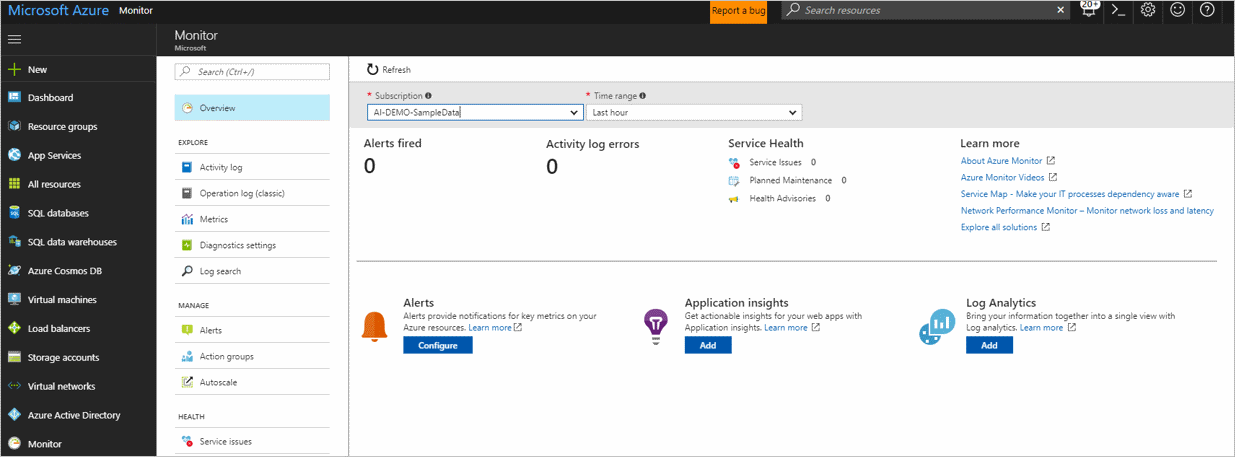 Microsoft Azure Monitor
Report a bug
Search resources
20+
Monitor
Microsoft
New
Dashboard
Resource groups
App Services
All resources
SQL databases
SQL data warehouses
Azure Cosmos DB
Virtual machines
Load balancers
Storage accounts
Virtual networks
Azure Active Directory
Monitor
Search (Ctrl+/)
Overview
EXPLORE
Activity log
Operation log (classic)
Metrics
Diagnostics settings
Log search
MANAGE
Alerts
Action groups
Autoscale
HEALTH
Service issues
Refresh
* Subscription
AI-DEMO-SampleData
* Time range
Last hour
Alerts fired
0
Activity log errors
0
Service Health
Service Issues 0
Planned Maintenance 0
Health Advisories 0
Learn more
About Azure Monitor
Azure Monitor Videos
Service Map - Make your IT processes dependency aware
Network Performance Monitor – Monitor network loss and latency
Explore all solutions
Alerts
Alerts provide notifications for key metrics on your
Azure resources. Learn more
Configure
Application insights
Get actionable insights for your web apps with
Application insights. Learn more
Add
Log Analytics
Bring your information together into a single view with
Log analytics. Learn more
Add